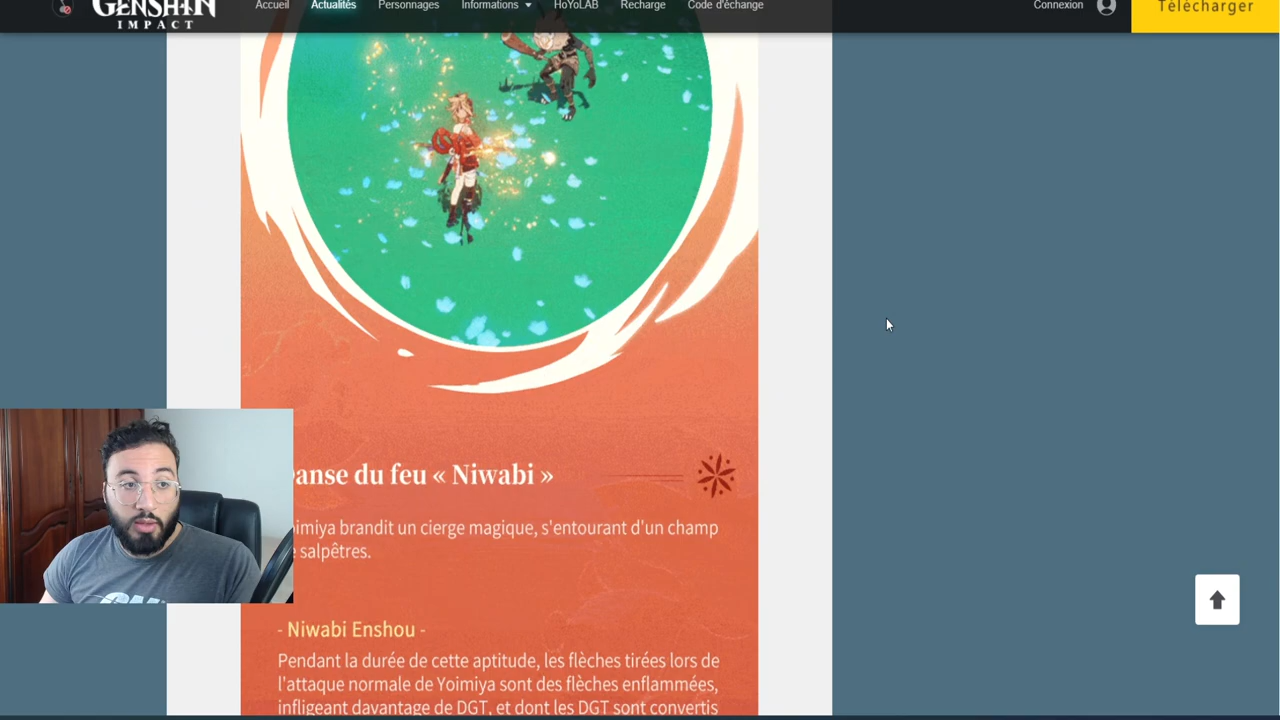 GENSHIN
IMPACT
Accueil Actualités Personnages Informations HoYoLAB Recharge Code d'échange Connexion Télécharger
anse du feu « Niwabi »
imiya brandit un cierge magique, s'entourant d'un champ
salpêtres.
- Niwabi Enshou -
Pendant la durée de cette aptitude, les flèches tirées lors de
l'attaque normale de Yoimiya sont des flèches enflammées,
infligeant davantage de DGT, et dont les DGT sont convertis